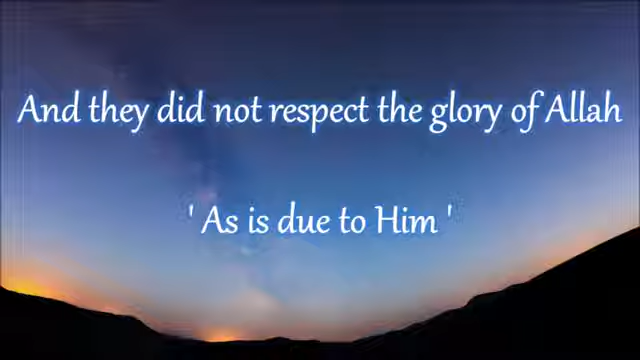 And they did not respect the glory of Allah
' As is due to Him '